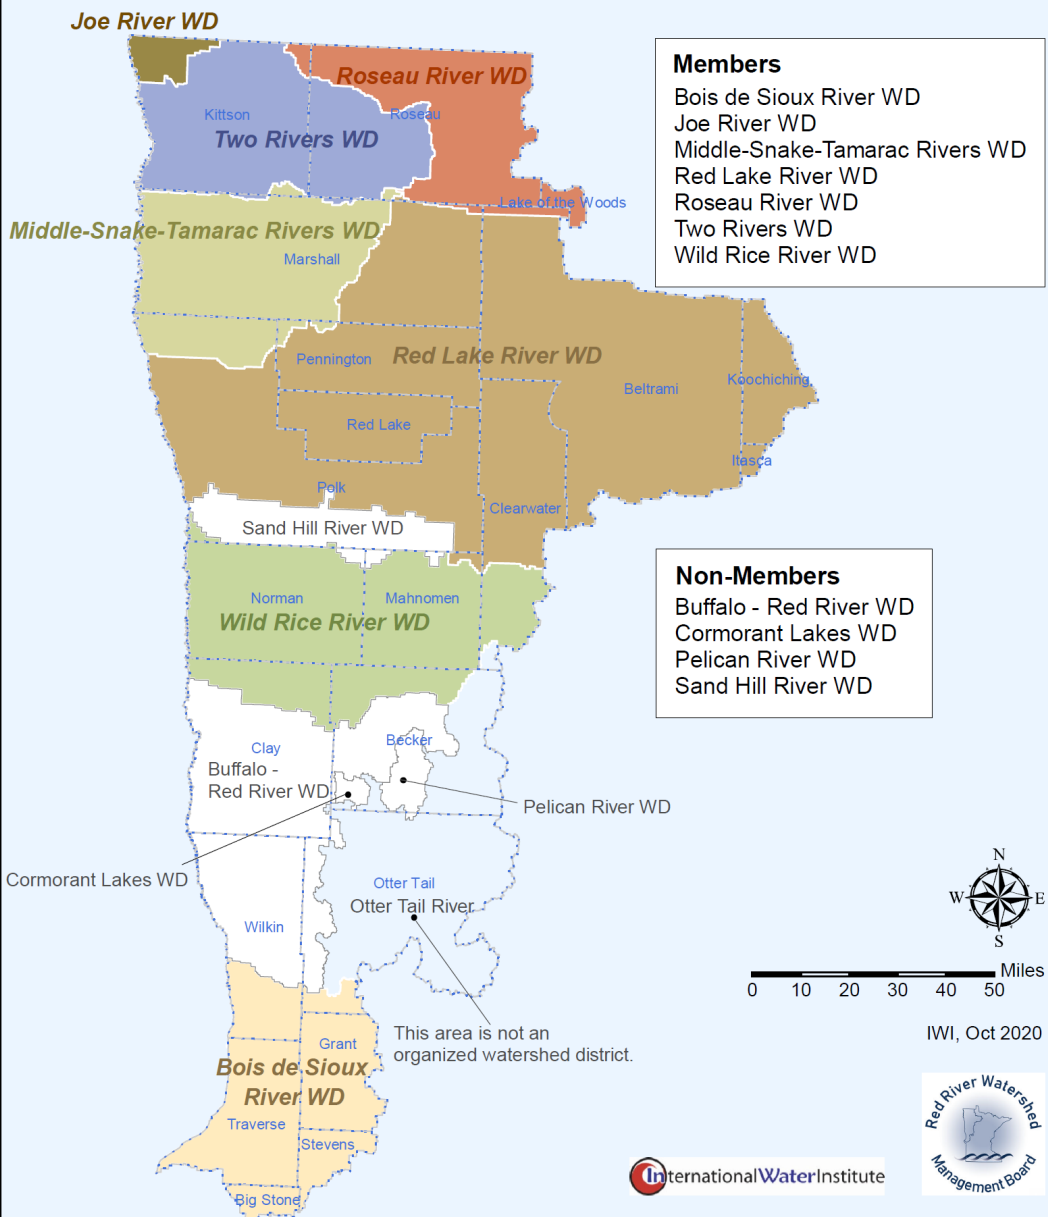 Joe River WD
Roseau River WD
Kittson
Roseau
Two Rivers WD
Lake of the Woods
Middle-Snake-Tamarac Rivers WD
Marshall
Pennington
Red Lake River WD
Beltrami
Koochiching
Red Lake
Itasca
Polk
Clearwater
Sand Hill River WD
Norman
Mahnomen
Wild Rice River WD
Becker
Clay
Buffalo -
Red River WD
Pelican River WD
Cormorant Lakes WD
Otter Tail
Otter Tail River
Wilkin
This area is not an
organized watershed district.
Grant
Bois de Sioux
River WD
Traverse
Stevens
Big Stone
Members
Bois de Sioux River WD
Joe River WD
Middle-Snake-Tamarac Rivers WD
Red Lake River WD
Roseau River WD
Two Rivers WD
Wild Rice River WD
Non-Members
Buffalo - Red River WD
Cormorant Lakes WD
Pelican River WD
Sand Hill River WD
N
W E
S
Miles
0 10 20 30 40 50
IWI, Oct 2020
InternationalWaterInstitute
Red River Watershed
Management Board